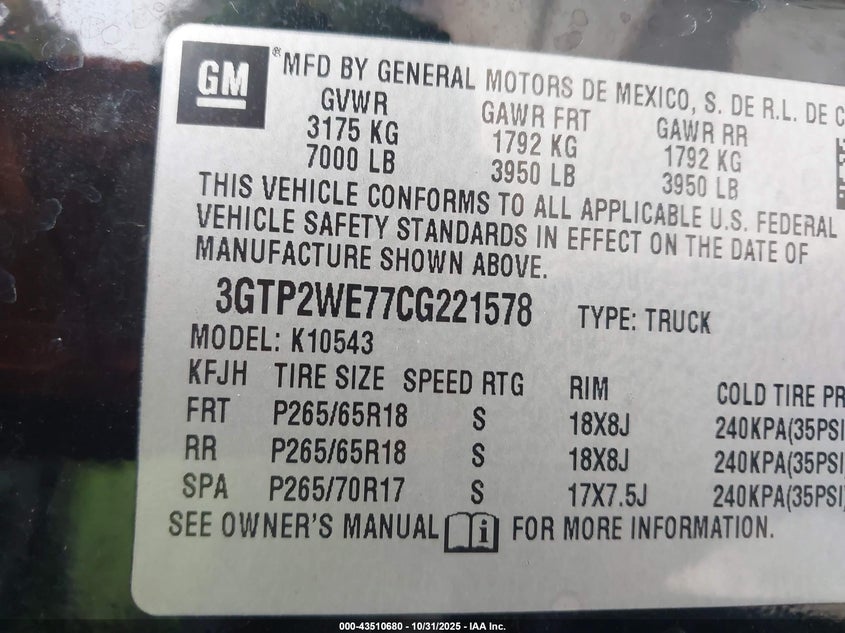 GM
® MFD BY GENERAL MOTORS DE MEXICO, S. DE R.L. DE C
GVWR GAWR FRT GAWR RR
3175 KG 1792 KG 1792 KG
7000 LB 3950 LB 3950 LB
THIS VEHICLE CONFORMS TO ALL APPLICABLE U.S. FEDERAL
VEHICLE SAFETY STANDARDS IN EFFECT ON THE DATE OF
MANUFACTURE SHOWN ABOVE.
3GTP2WE77CG221578 TYPE: TRUCK
MODEL: K10543
KFJH TIRE SIZE SPEED RTG RIM COLD TIRE PR
FRT P265/65R18 S 18X8J 240KPA(35PSI)
RR P265/65R18 S 18X8J 240KPA(35PSI)
SPA P265/70R17 S 17X7.5J 240KPA(35PSI)
SEE OWNER'S MANUAL i FOR MORE INFORMATION.
000-43510680 - 10/31/2025 - IAA Inc.